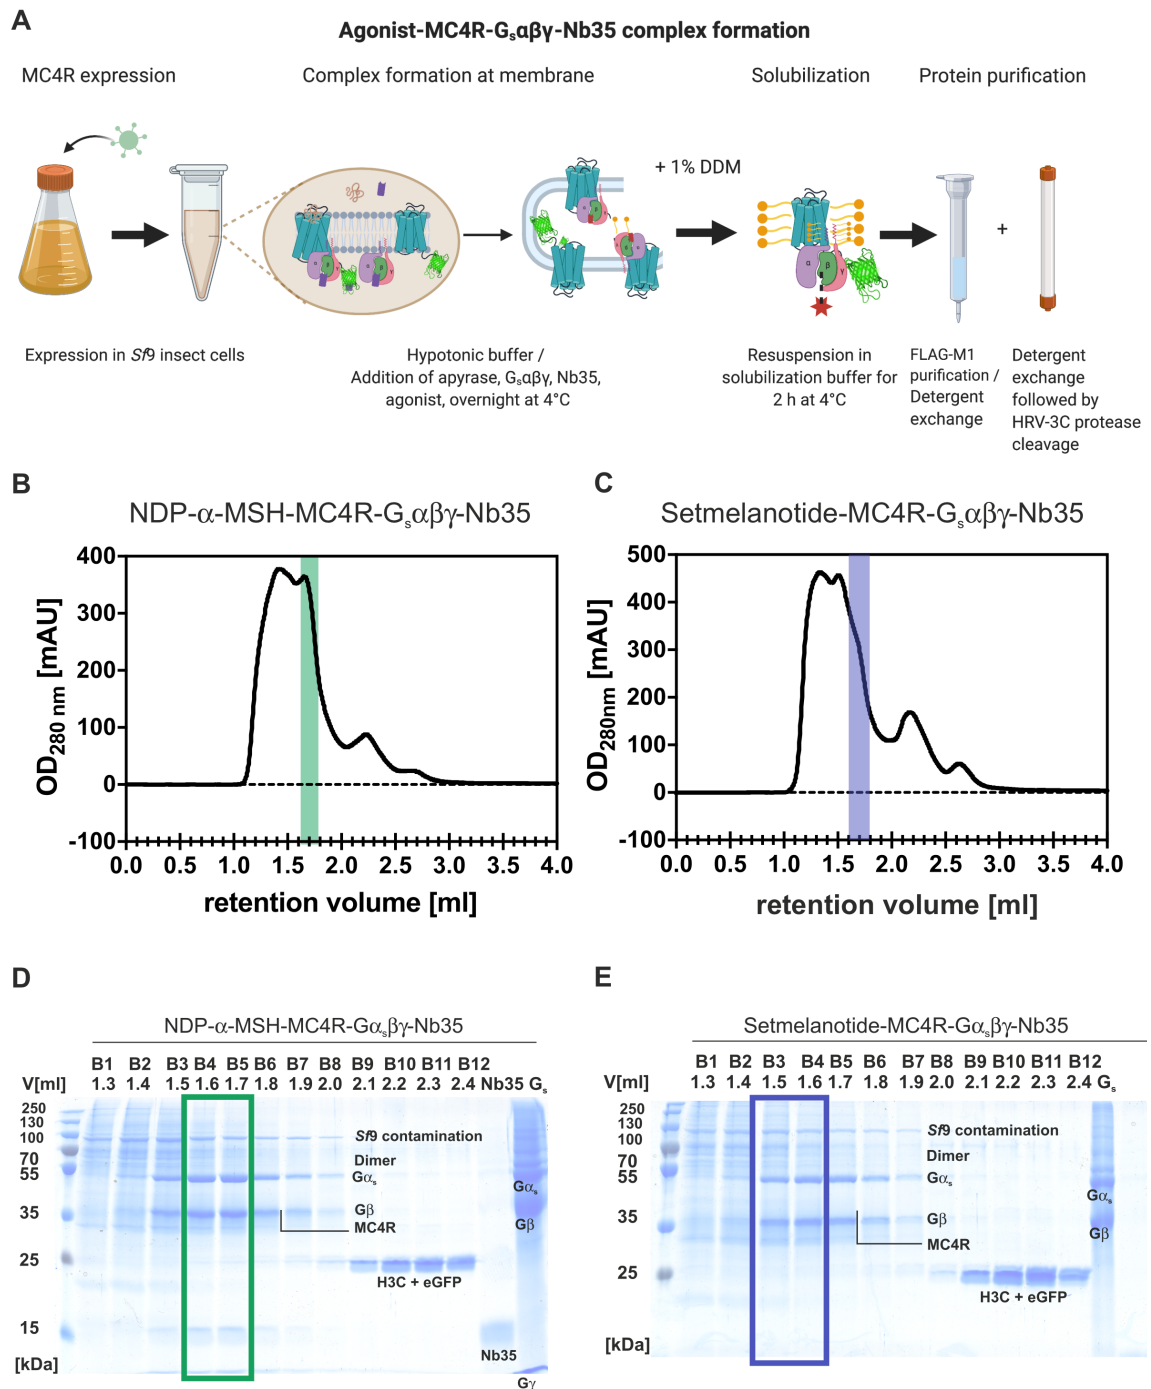 A
Agonist-MC4R-Gsαβγ-Nb35 complex formation
MC4R expression
Complex formation at membrane
Solubilization
Protein purification
+ 1% DDM
α
β
γ
+
Expression in Sf9 insect cells
Hypotonic buffer /
Addition of apyrase, Gsαβγ, Nb35,
agonist, overnight at 4°C
Resuspension in
solubilization buffer for
2 h at 4°C
FLAG-M1
purification /
Detergent
exchange
Detergent
exchange
followed by
HRV-3C protease
cleavage
B
NDP-α-MSH-MC4R-Gsαβγ-Nb35
400
300
200
100
0
-100
OD280 nm [mAU]
0.0 0.5 1.0 1.5 2.0 2.5 3.0 3.5 4.0
retention volume [ml]
C
Setmelanotide-MC4R-Gsαβγ-Nb35
500
400
300
200
100
0
-100
OD280nm [mAU]
0.0 0.5 1.0 1.5 2.0 2.5 3.0 3.5 4.0
retention volume [ml]
D
NDP-α-MSH-MC4R-Gαsβγ-Nb35
B1 B2 B3 B4 B5 B6 B7 B8 B9 B10 B11 B12
V[ml] 1.3 1.4 1.5 1.6 1.7 1.8 1.9 2.0 2.1 2.2 2.3 2.4 Nb35 Gs
250
130
100
70
55
35
25
15
[kDa]
Sf9 contamination
Dimer
Gαs
Gβ
MC4R
H3C + eGFP
Nb35
Gαs
Gβ
Gγ
E
Setmelanotide-MC4R-Gαsβγ-Nb35
B1 B2 B3 B4 B5 B6 B7 B8 B9 B10 B11 B12
V[ml] 1.3 1.4 1.5 1.6 1.7 1.8 1.9 2.0 2.1 2.2 2.3 2.4 Gs
250
130
100
70
55
35
25
[kDa]
Sf9 contamination
Dimer
Gαs
Gβ
MC4R
H3C + eGFP
Gαs
Gβ